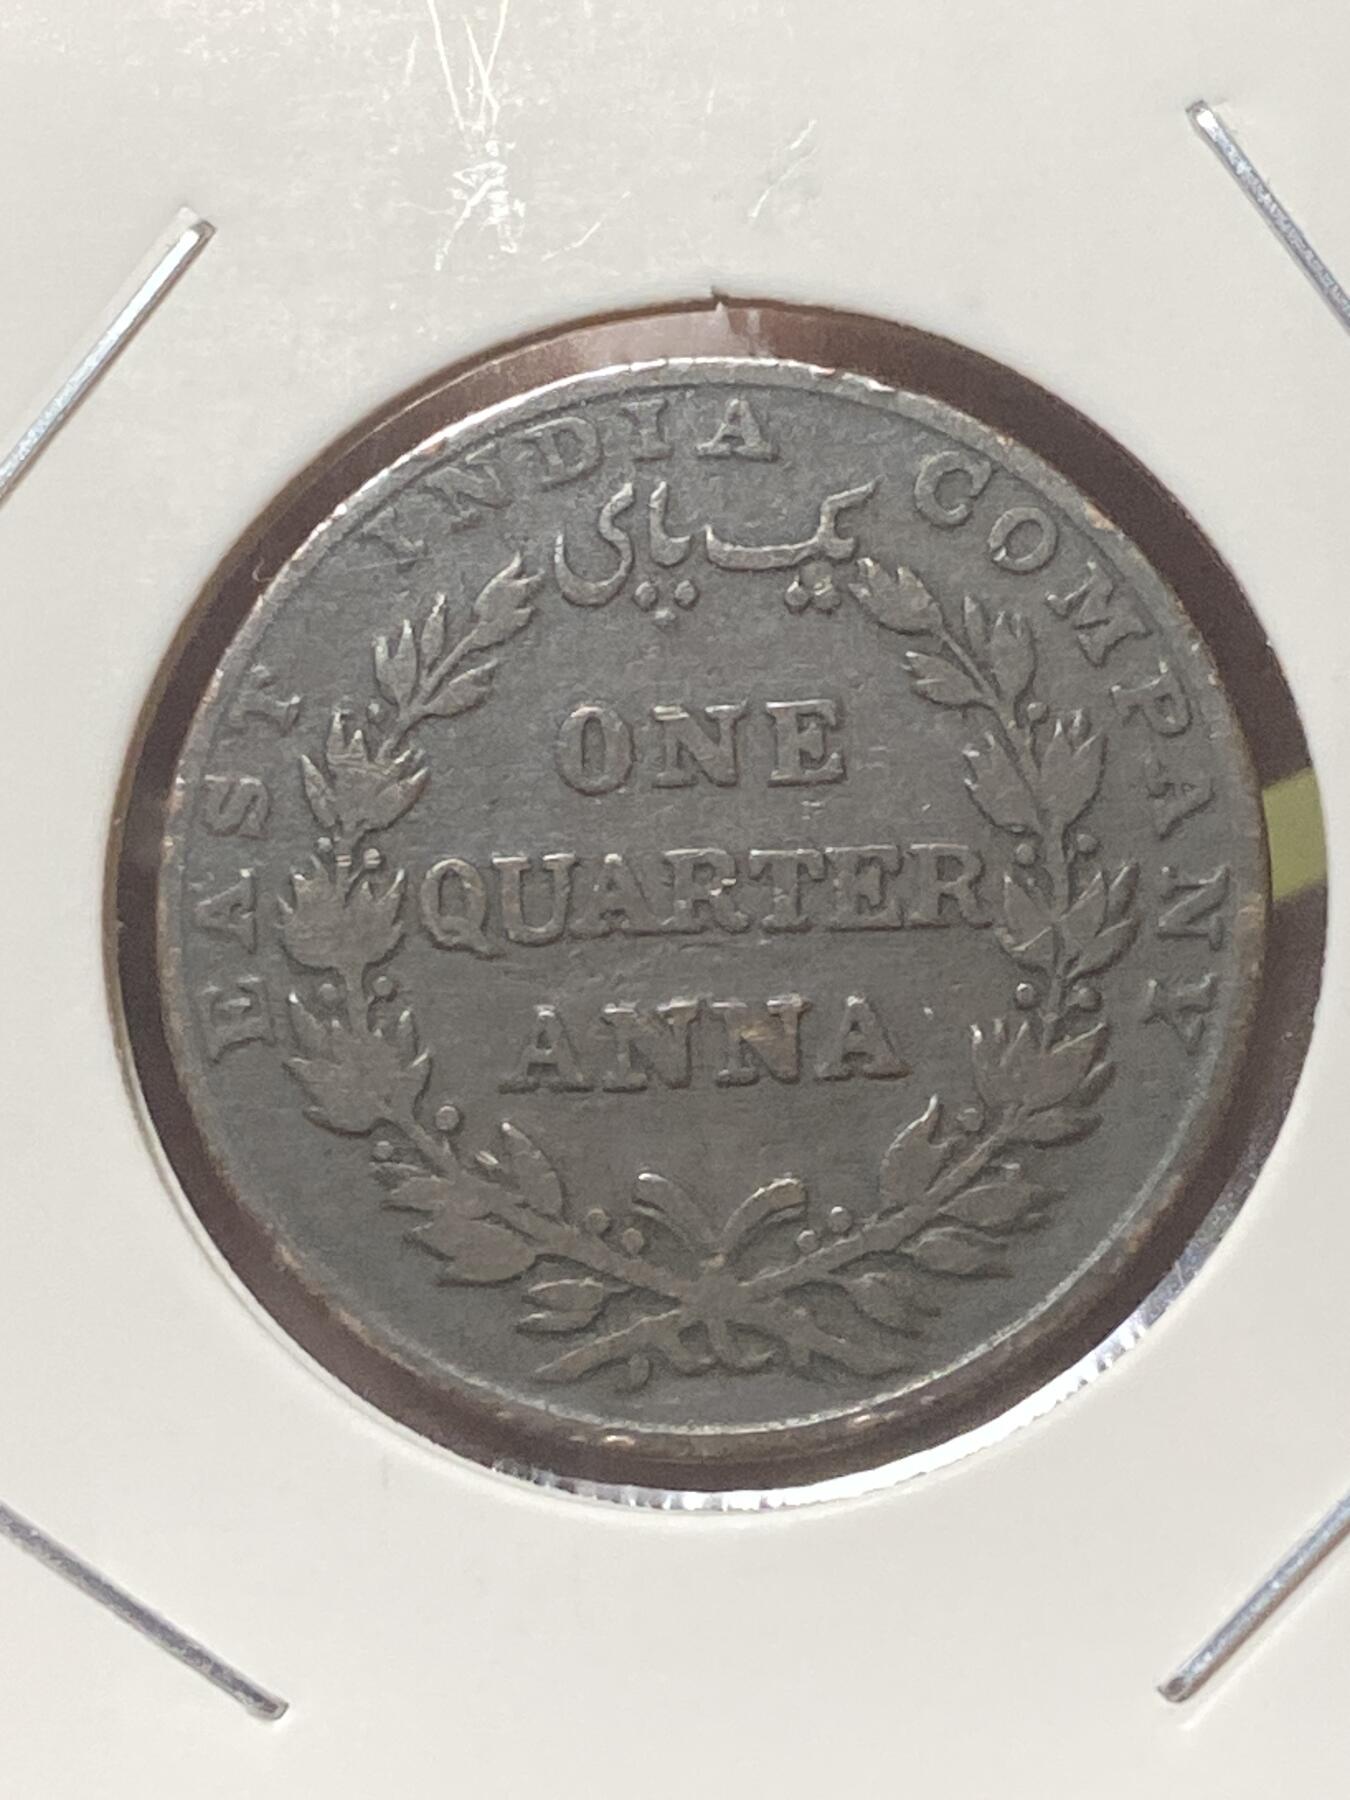 EAST INDIA COMPANY
یک پای
ONE
QUARTER
ANNA